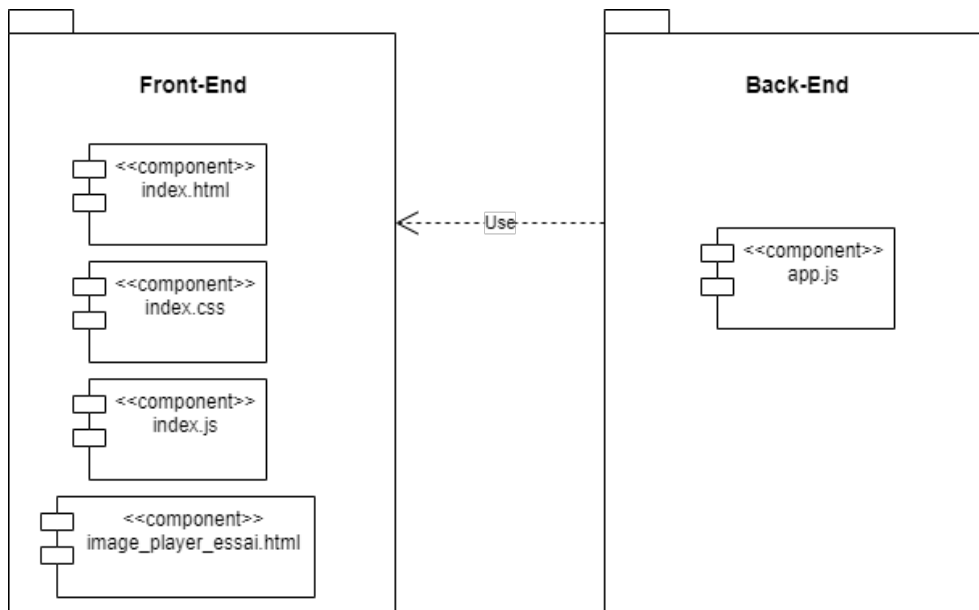 Front-End
<<component>>
index.html
<<component>>
index.css
<<component>>
index.js
<<component>>
image_player_essai.html
Use
Back-End
<<component>>
app.js